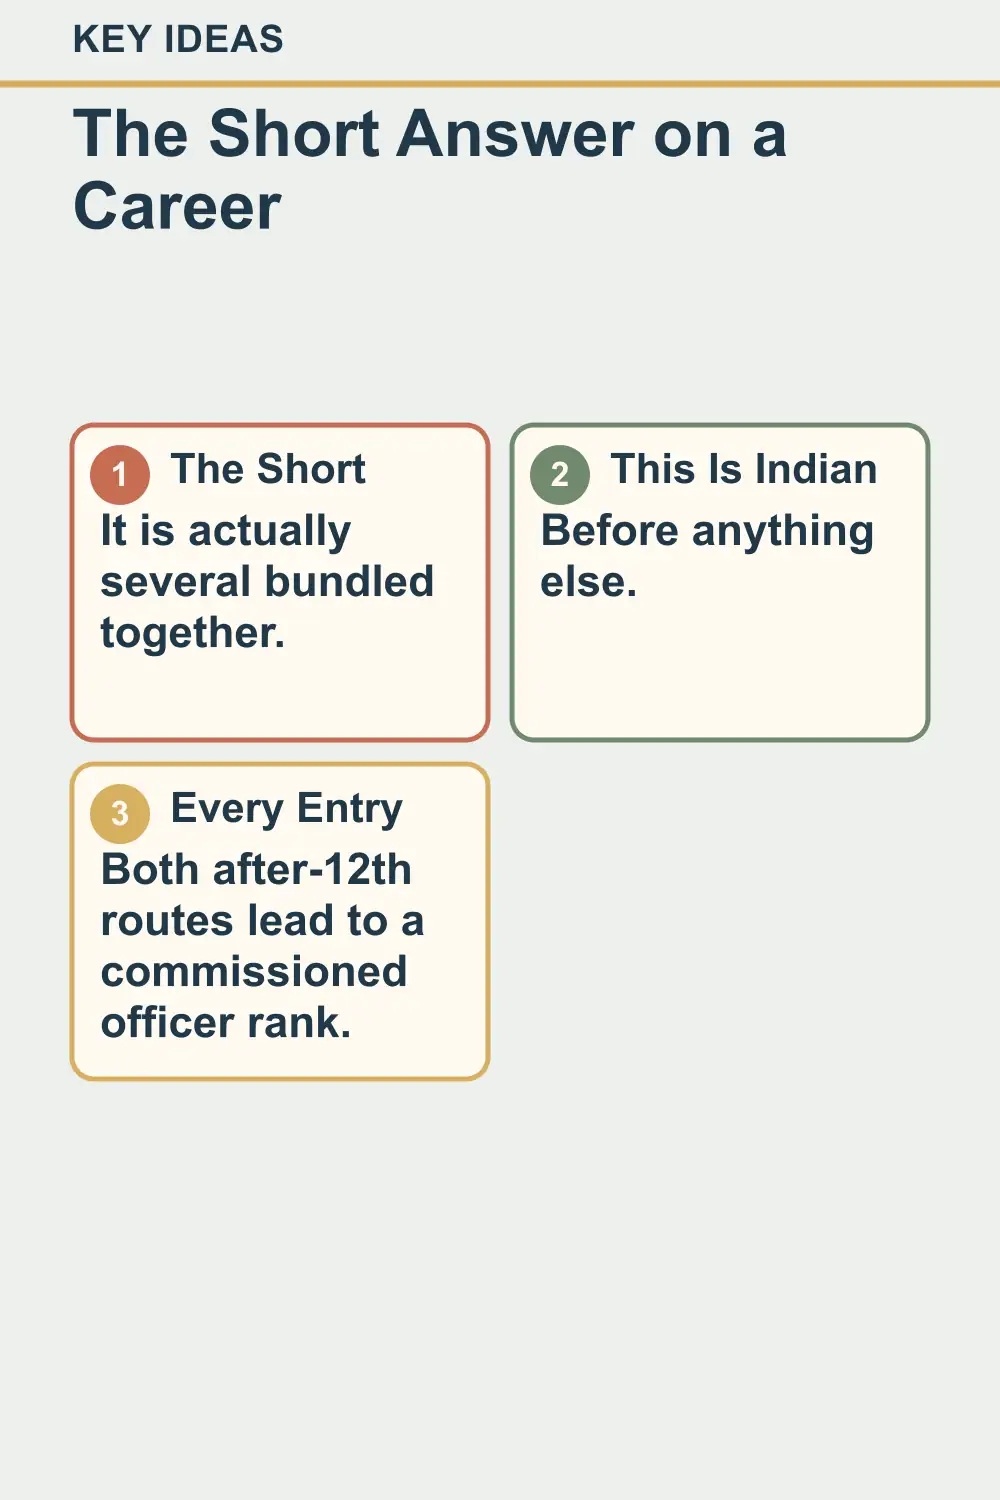 KEY IDEAS
The Short Answer on a
Career
1 The Short
It is actually
several bundled
together.
2 This Is Indian
Before anything
else.
3 Every Entry
Both after-12th
routes lead to a
commissioned
officer rank.